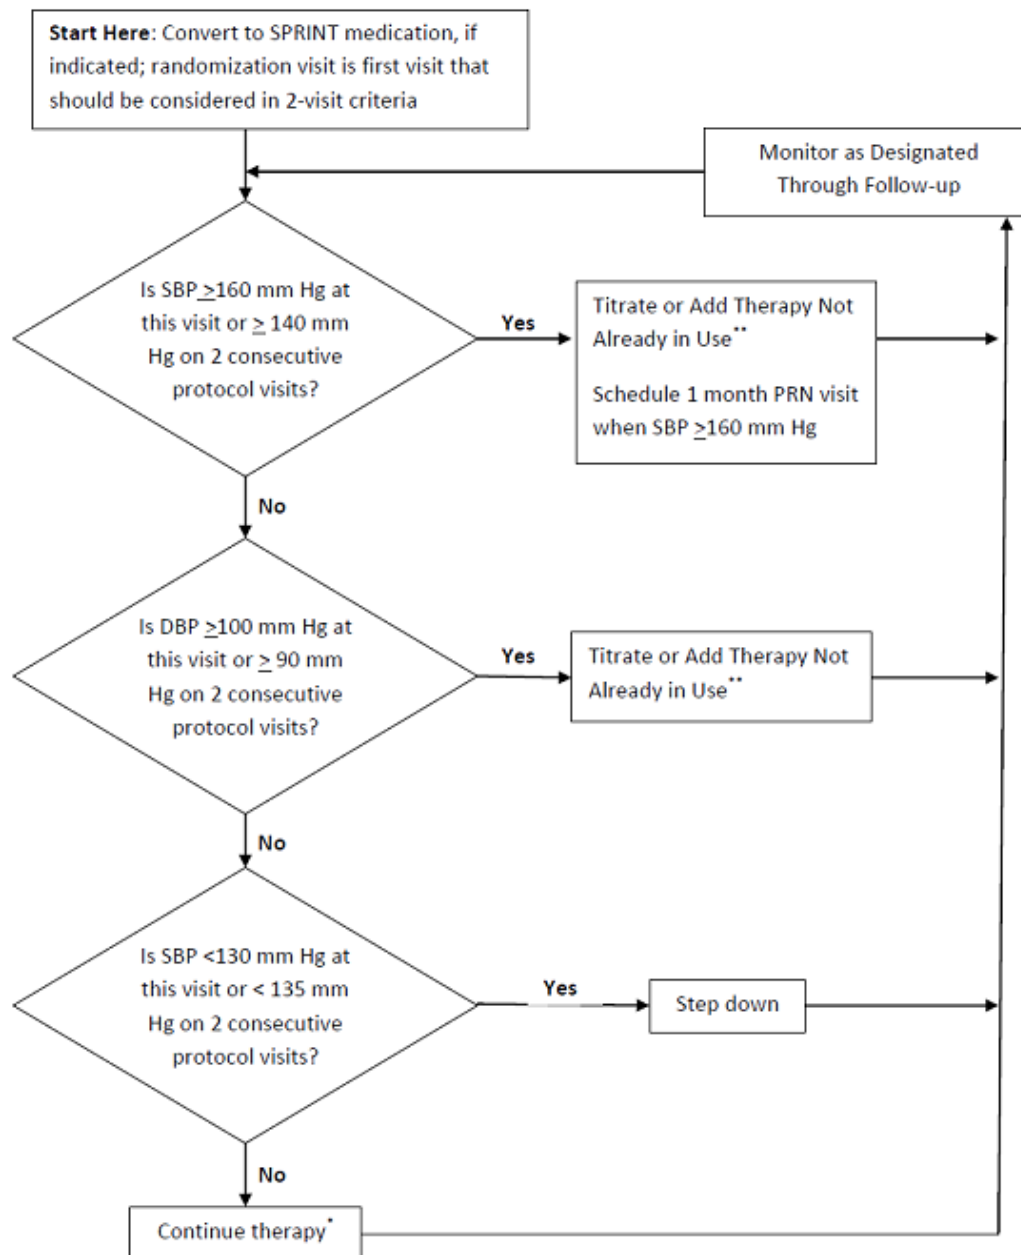 Start Here: Convert to SPRINT medication, if
indicated; randomization visit is first visit that
should be considered in 2-visit criteria
Monitor as Designated
Through Follow-up
Is SBP ≥160 mm Hg at
this visit or ≥ 140 mm
Hg on 2 consecutive
protocol visits?
Yes
Titrate or Add Therapy Not
Already in Use**
Schedule 1 month PRN visit
when SBP ≥160 mm Hg
No
Is DBP ≥100 mm Hg at
this visit or ≥ 90 mm
Hg on 2 consecutive
protocol visits?
Yes
Titrate or Add Therapy Not
Already in Use**
No
Is SBP <130 mm Hg at
this visit or < 135 mm
Hg on 2 consecutive
protocol visits?
Yes
Step down
No
Continue therapy*